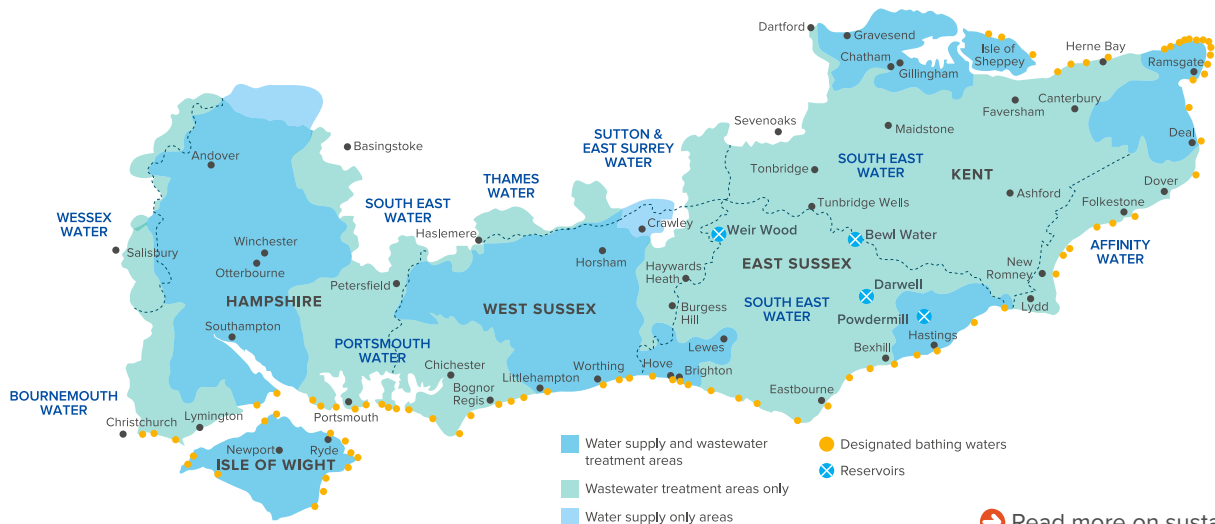 Dartford
Gravesend
Chatham
Gillingham
Isle of
Sheppey
Herne Bay
Ramsgate
Canterbury
Faversham
Deal
Sevenoaks
Maidstone
SUTTON &
EAST SURREY
WATER
Basingstoke
Andover
THAMES
WATER
Tonbridge
SOUTH EAST
WATER
KENT
Ashford
Dover
SOUTH EAST
WATER
Tunbridge Wells
Folkestone
WESSEX
WATER
Haslemere
Crawley
Weir Wood
Bewl Water
AFFINITY
WATER
Salisbury
Winchester
Otterbourne
Horsham
Haywards
Heath
EAST SUSSEX
New
Romney
Petersfield
HAMPSHIRE
WEST SUSSEX
Burgess
Hill
SOUTH EAST
WATER
Darwell
Lydd
Powdermill
Southampton
PORTSMOUTH
WATER
Lewes
Hastings
Chichester
Worthing
Hove
Brighton
Bexhill
Littlehampton
Bognor
Regis
Eastbourne
BOURNEMOUTH
WATER
Christchurch
Lymington
Portsmouth
Newport
Ryde
ISLE OF WIGHT
Water supply and wastewater
treatment areas
Wastewater treatment areas only
Water supply only areas
Designated bathing waters
Reservoirs
Read more on susta